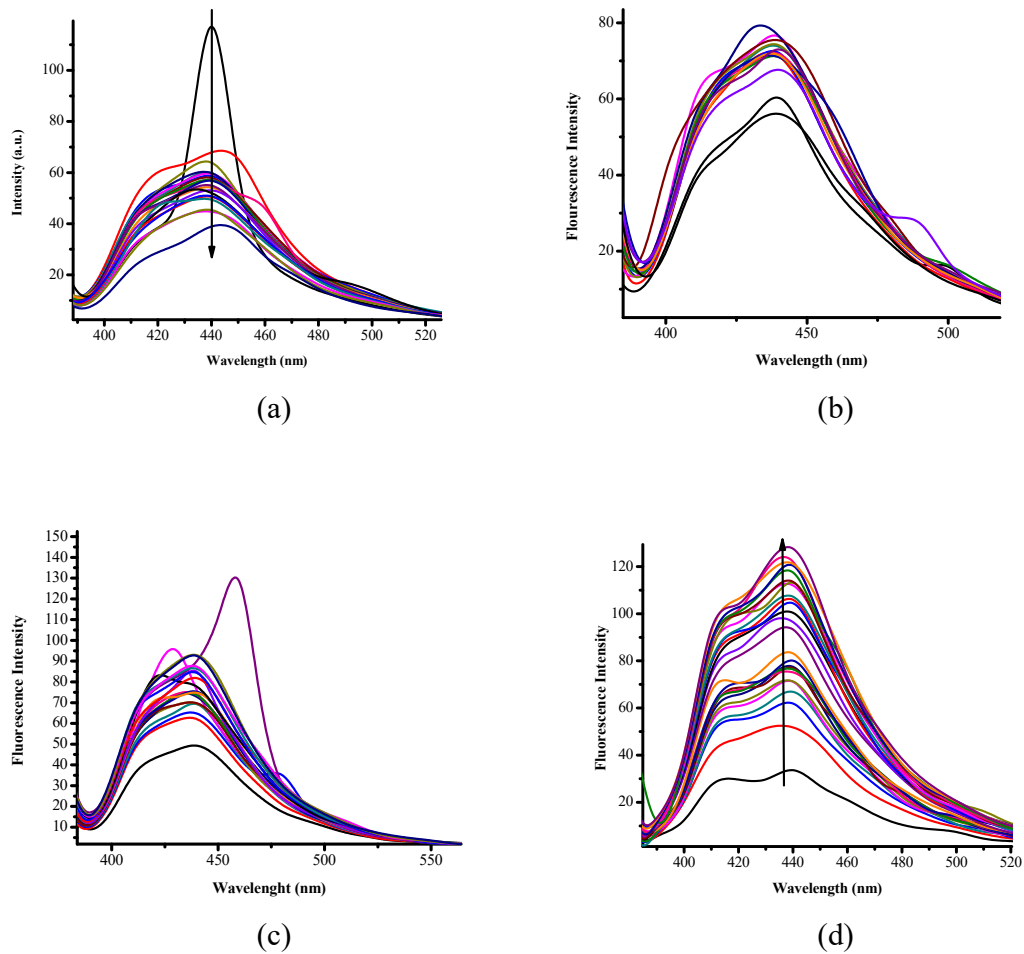 Intensity (a.u.)
100
80
60
40
20
400 420 440 460 480 500 520
Wavelength (nm)
(a)
Flourescence Intensity
80
60
40
20
400 450 500
Wavelength (nm)
(b)
Fluorescence Intensity
150
140
130
120
110
100
90
80
70
60
50
40
30
20
10
400 450 500 550
Wavelenght (nm)
(c)
Fluorescence Intensity
120
100
80
60
40
20
400 420 440 460 480 500 520
Wavelength (nm)
(d)